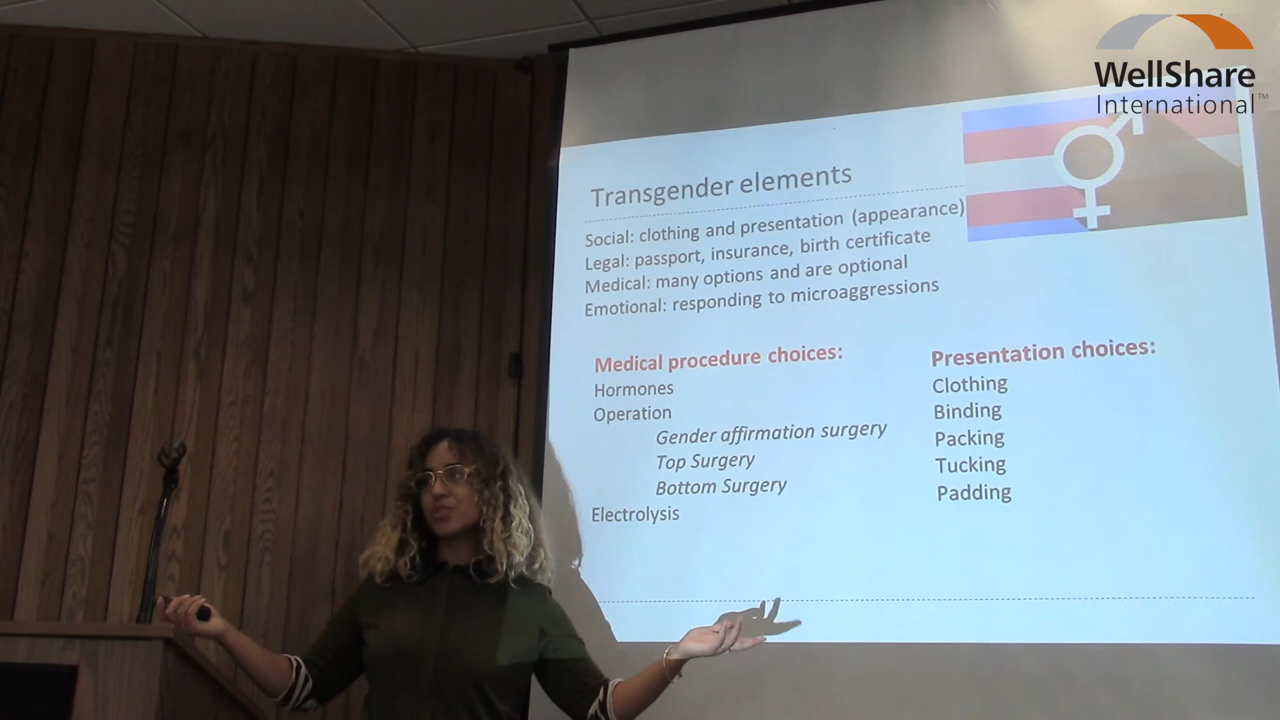 WellShare
International™
Transgender elements
Social: clothing and presentation (appearance)
Legal: passport, insurance, birth certificate
Medical: many options and are optional
Emotional: responding to microaggressions
Medical procedure choices:
Hormones
Operation
Gender affirmation surgery
Top Surgery
Bottom Surgery
Electrolysis
Presentation choices:
Clothing
Binding
Packing
Tucking
Padding